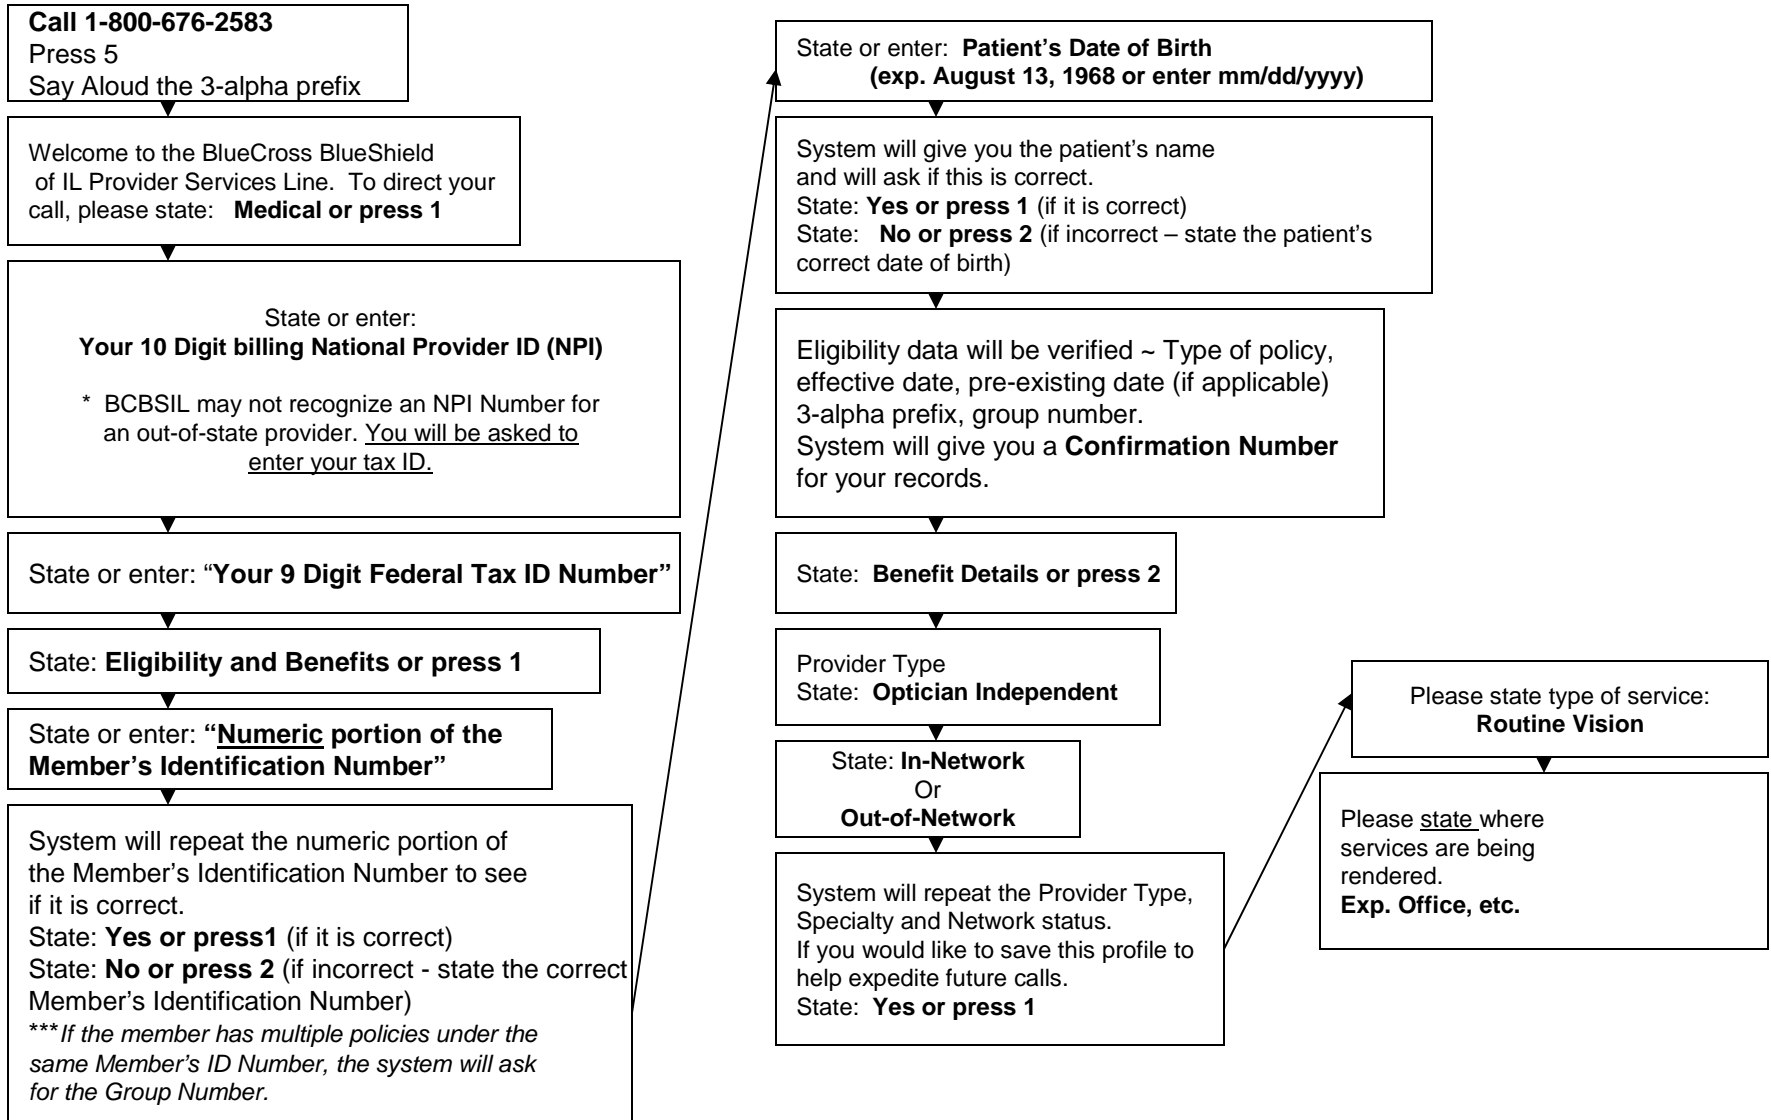 Call 1-800-676-2583
Press 5
Say Aloud the 3-alpha prefix
Welcome to the BlueCross BlueShield
of IL Provider Services Line. To direct your
call, please state: Medical or press 1
State or enter:
Your 10 Digit billing National Provider ID (NPI)
* BCBSIL may not recognize an NPI Number for
an out-of-state provider. You will be asked to
enter your tax ID.
State or enter: “Your 9 Digit Federal Tax ID Number”
State: Eligibility and Benefits or press 1
State or enter: “Numeric portion of the
Member’s Identification Number”
System will repeat the numeric portion of
the Member’s Identification Number to see
if it is correct.
State: Yes or press1 (if it is correct)
State: No or press 2 (if incorrect - state the correct
Member’s Identification Number)
***If the member has multiple policies under the
same Member’s ID Number, the system will ask
for the Group Number.
State or enter: Patient’s Date of Birth
(exp. August 13, 1968 or enter mm/dd/yyyy)
System will give you the patient’s name
and will ask if this is correct.
State: Yes or press 1 (if it is correct)
State: No or press 2 (if incorrect – state the patient’s
correct date of birth)
Eligibility data will be verified ~ Type of policy,
effective date, pre-existing date (if applicable)
3-alpha prefix, group number.
System will give you a Confirmation Number
for your records.
State: Benefit Details or press 2
Provider Type
State: Optician Independent
State: In-Network
Or
Out-of-Network
System will repeat the Provider Type,
Specialty and Network status.
If you would like to save this profile to
help expedite future calls.
State: Yes or press 1
Please state type of service:
Routine Vision
Please state where
services are being
rendered.
Exp. Office, etc.